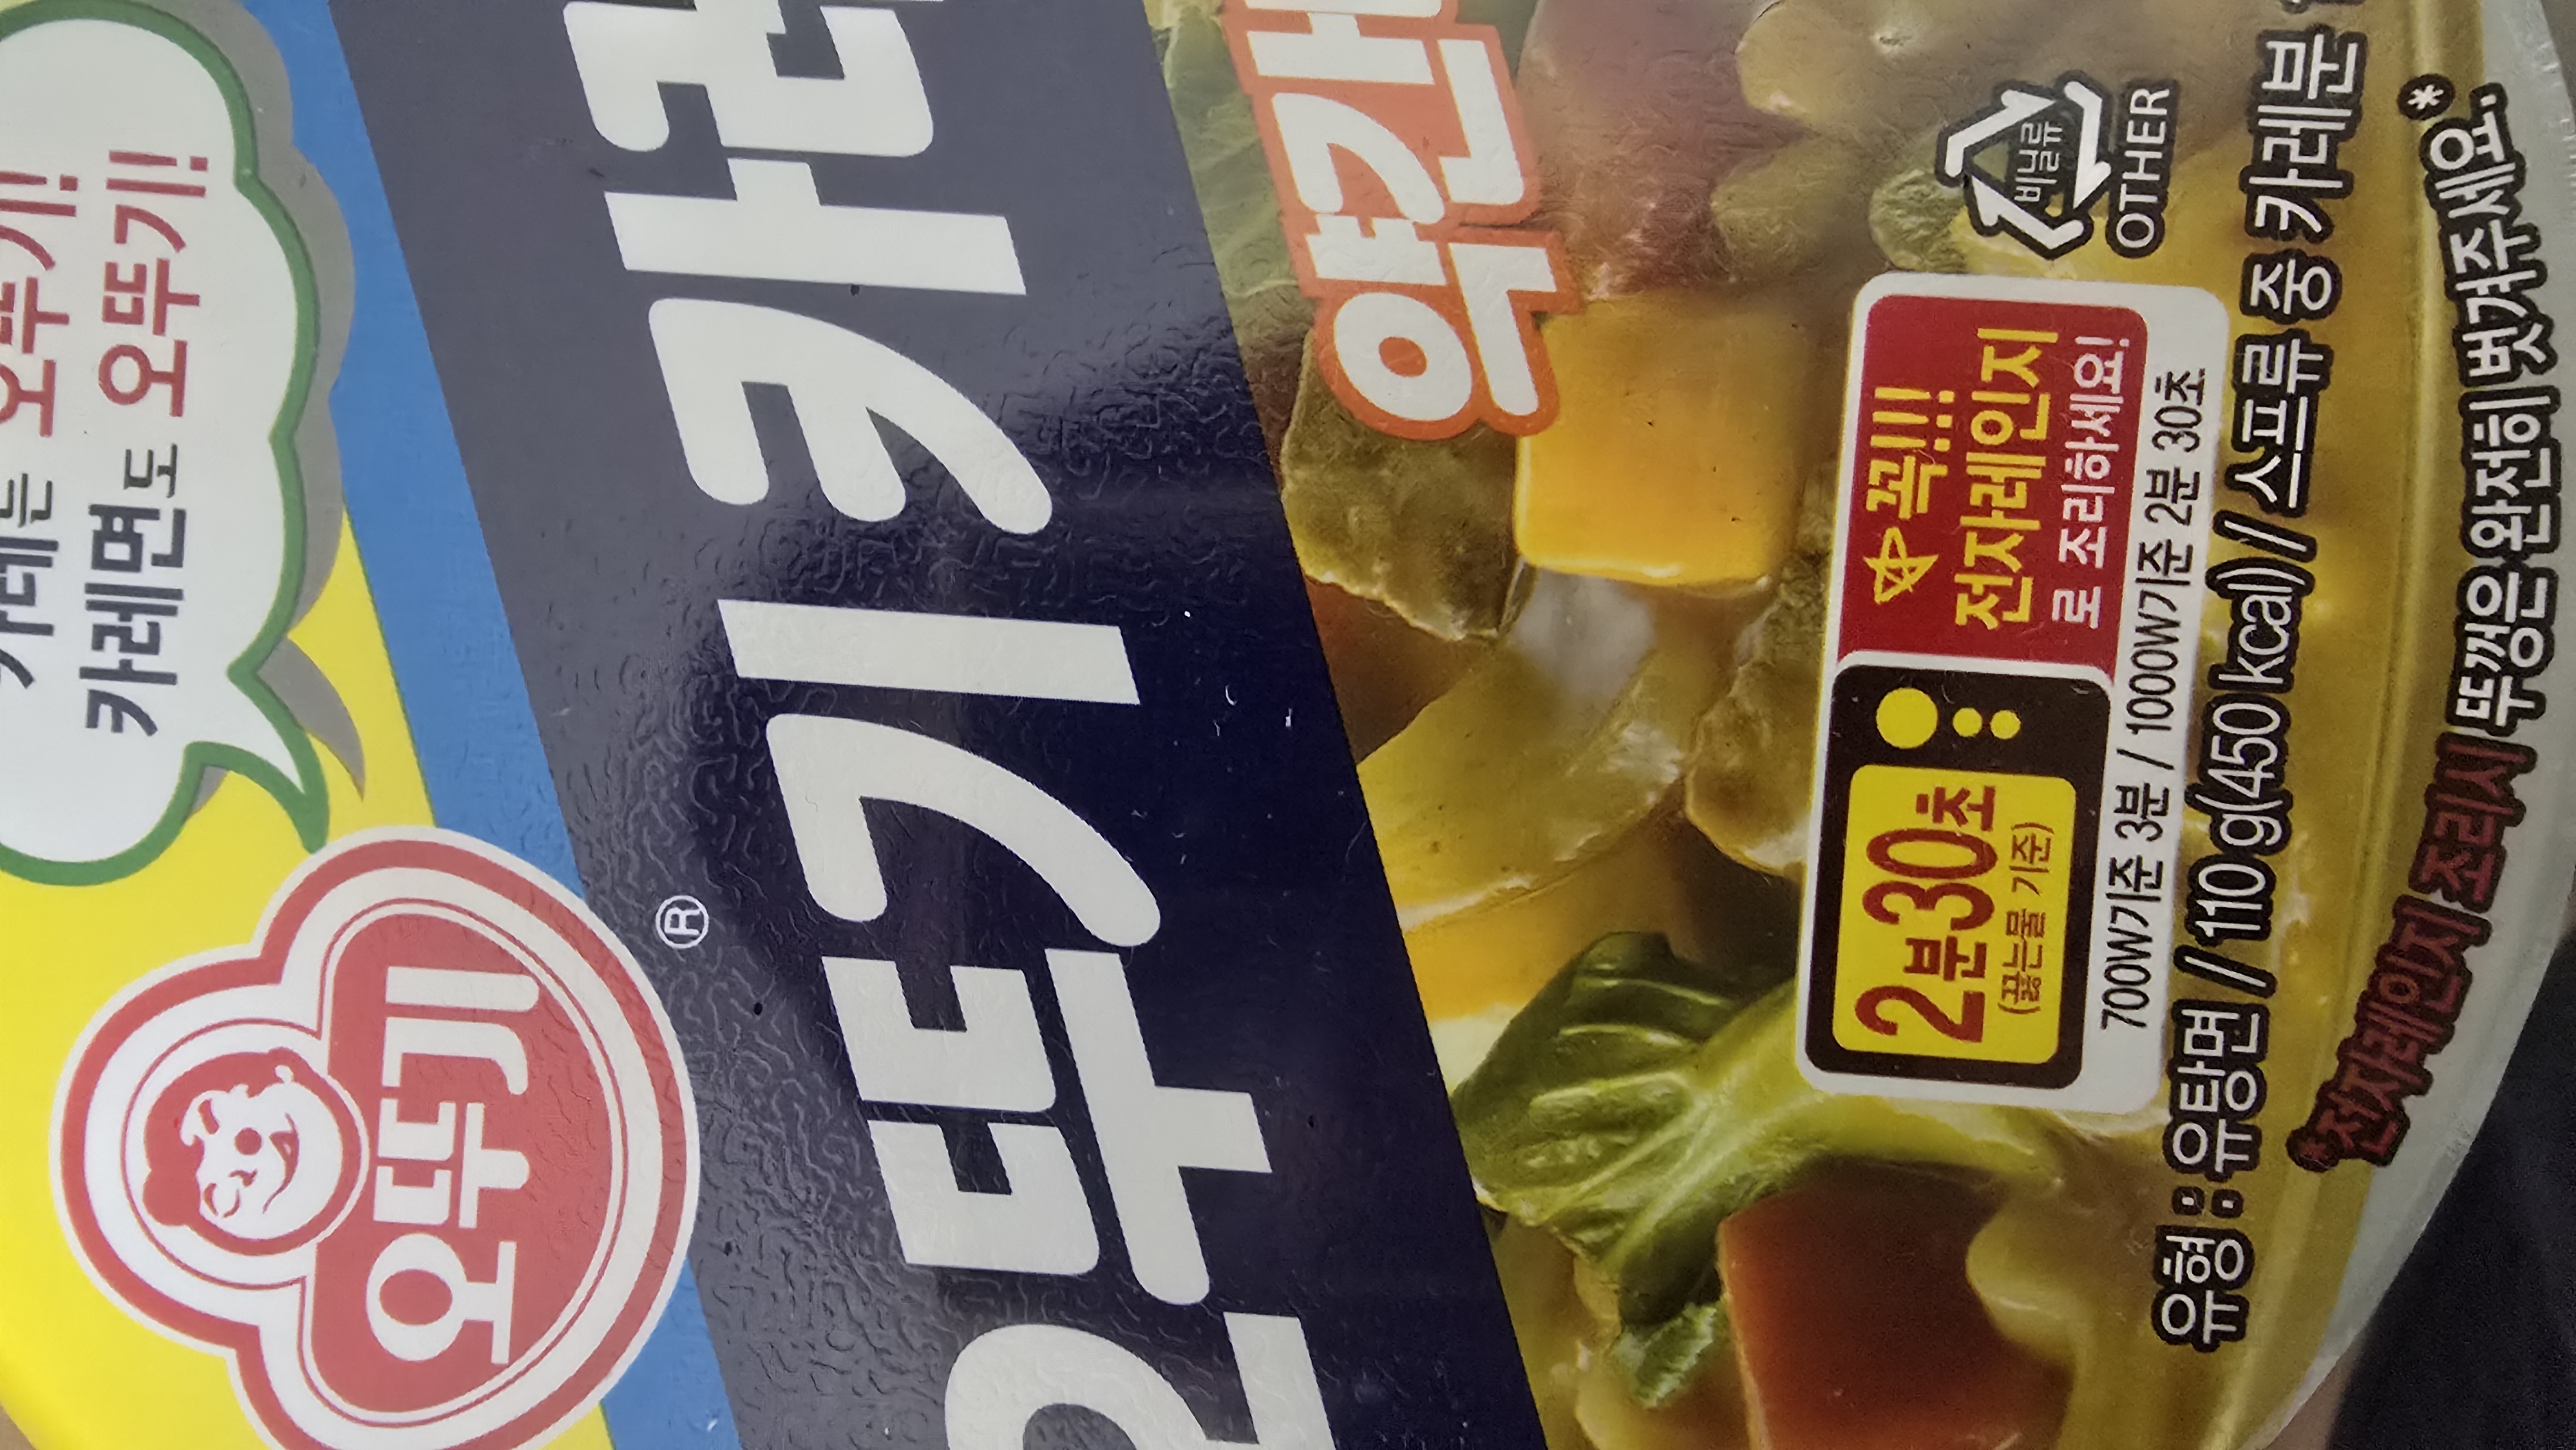 카레는 오뚜기!
카레면도 오뚜기!
오뚜기
®
오뚜기 카레
약간
비닐류
OTHER
꼭!!!
전자레인지
로 조리하세요!
2분30초
(끓는물 기준)
700W기준 3분 / 1000W기준 2분 30초
유형 : 유탕면 / 110 g(450 kcal) / 스프류 중 카레분
*전자레인지 조리시 뚜껑은 완전히 벗겨주세요.*